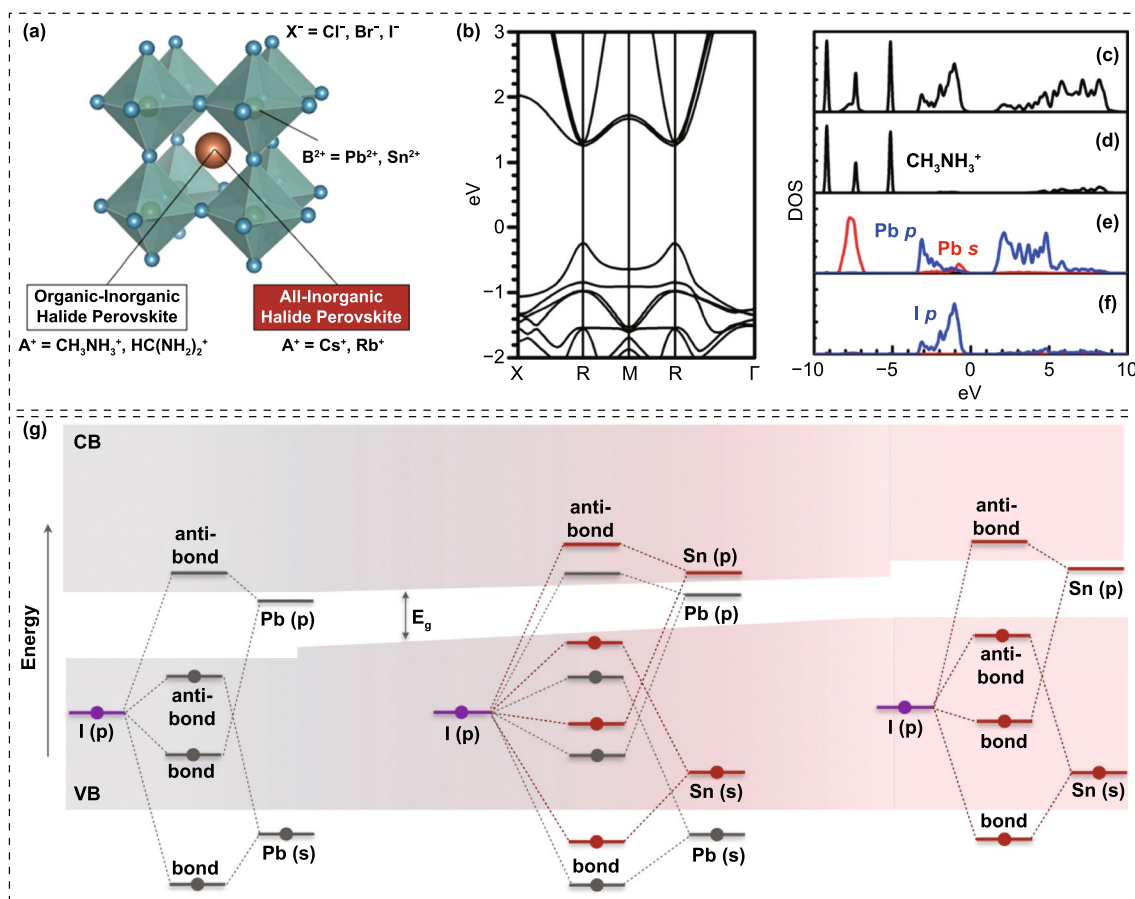 (a)
X⁻ = Cl⁻, Br⁻, I⁻
B²⁺ = Pb²⁺, Sn²⁺
Organic-Inorganic
Halide Perovskite
A⁺ = CH₃NH₃⁺, HC(NH₂)₂⁺
All-Inorganic
Halide Perovskite
A⁺ = Cs⁺, Rb⁺
(b)
eV
3
2
1
0
−1
−2
X
R
M
R
Γ
DOS
(c)
(d)
CH₃NH₃⁺
(e)
Pb p
Pb s
(f)
I p
−10
−5
0
5
10
eV
(g)
CB
VB
Energy
anti-
bond
Pb (p)
I (p)
anti-
bond
bond
Pb (s)
bond
E_g
anti-
bond
Sn (p)
Pb (p)
I (p)
Sn (s)
Pb (s)
bond
anti-
bond
Sn (p)
I (p)
anti-
bond
bond
Sn (s)
bond